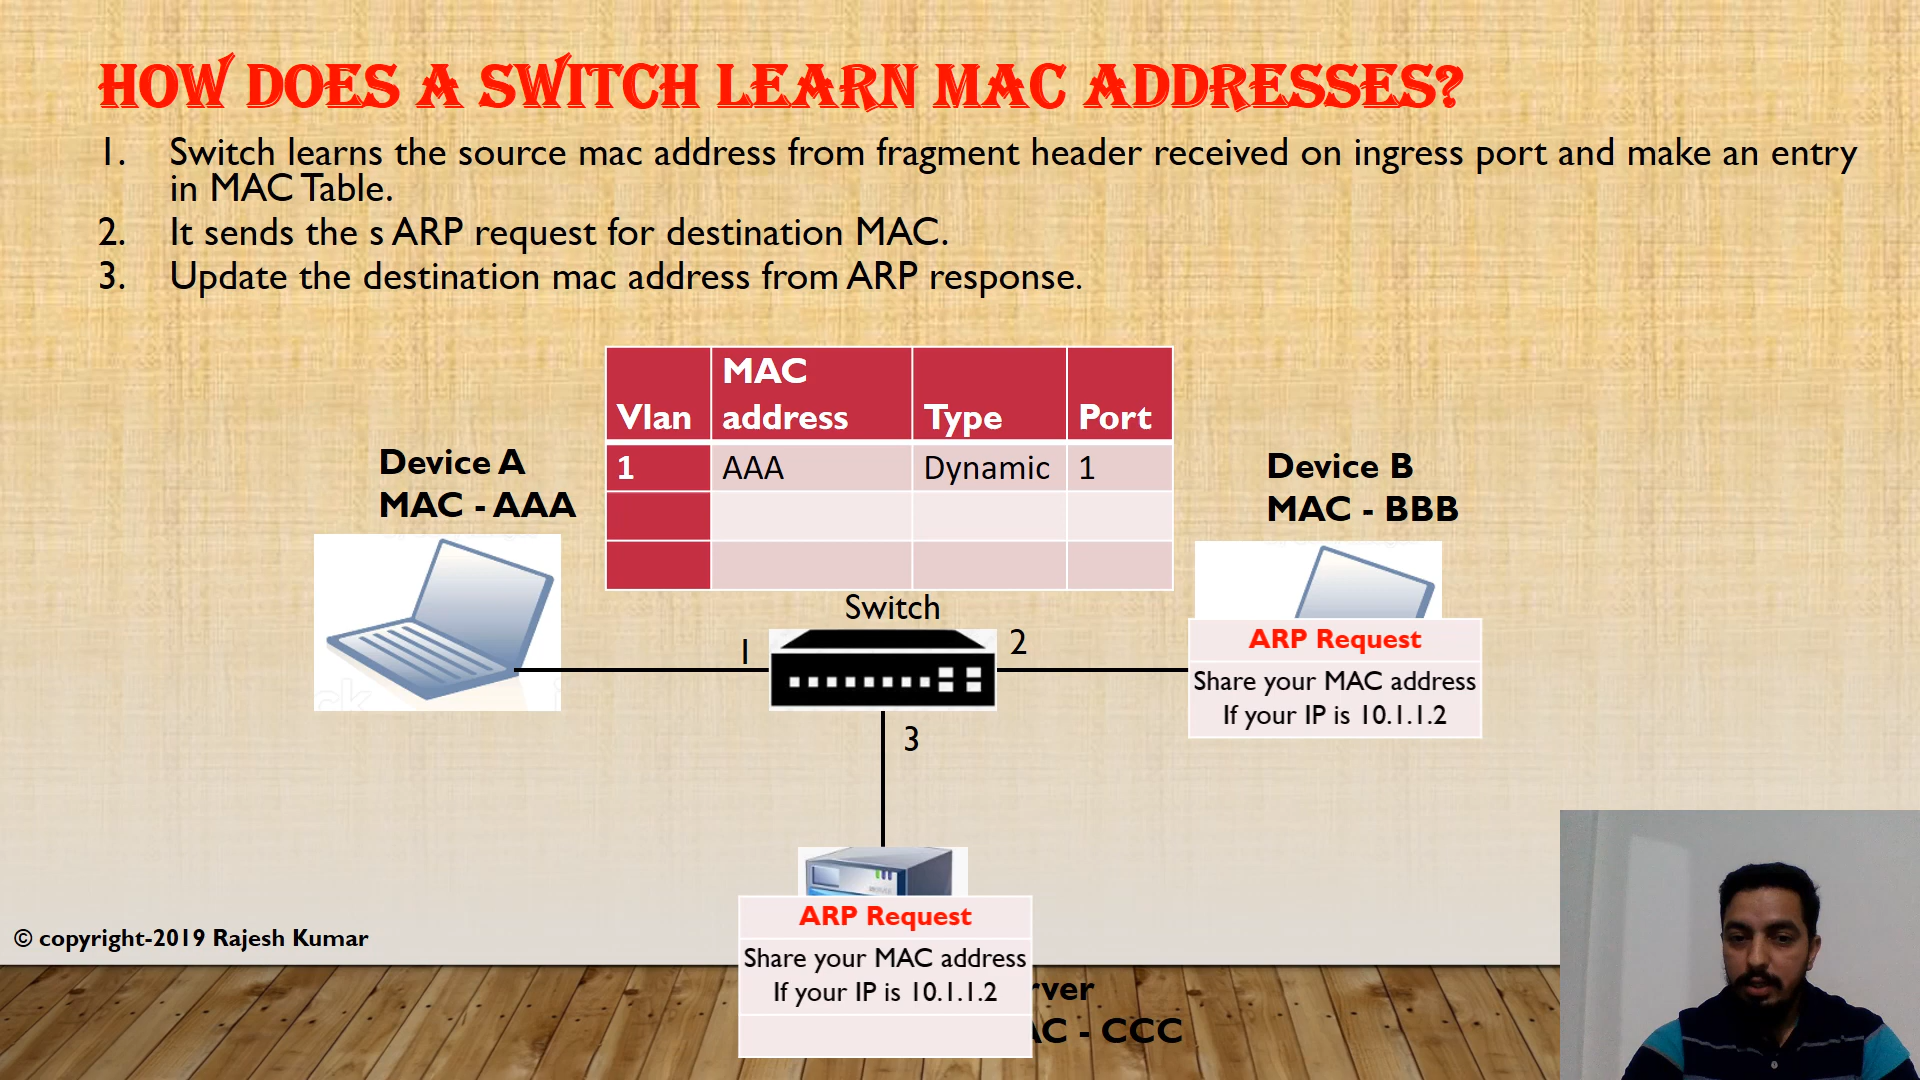 HOW DOES A SWITCH LEARN MAC ADDRESSES?
1. Switch learns the source mac address from fragment header received on ingress port and make an entry
in MAC Table.
2. It sends the s ARP request for destination MAC.
3. Update the destination mac address from ARP response.
Vlan MAC address Type Port
1 AAA Dynamic 1
Device A
MAC - AAA
Device B
MAC - BBB
Switch
1
2
3
ARP Request
Share your MAC address
If your IP is 10.1.1.2
ARP Request
Share your MAC address
If your IP is 10.1.1.2
- CCC
© copyright-2019 Rajesh Kumar